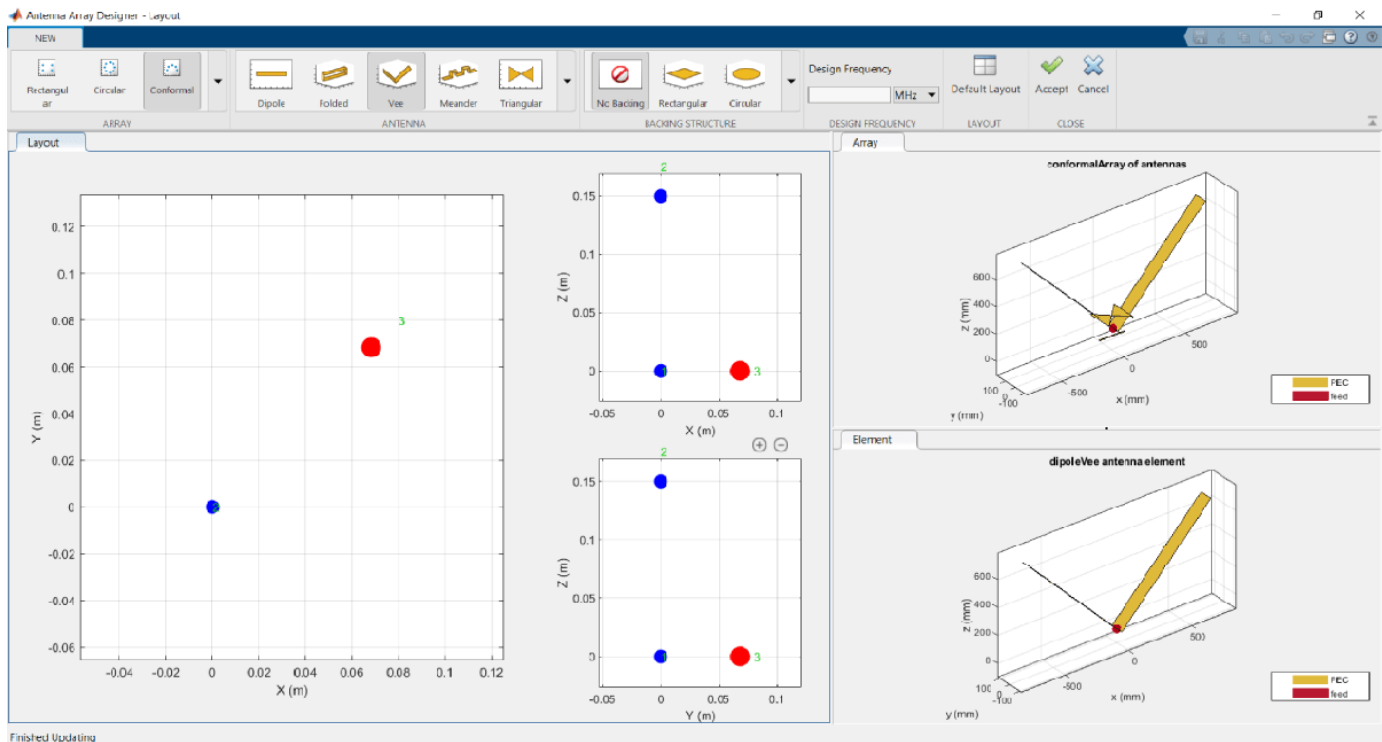 Antenna Array Designer - Layout
NEW
Rectangul
ar
Circular
Conformal
Dipole
Folded
Vee
Meander
Triangular
No Backing
Rectangular
Circular
Design Frequency
MHz
Default Layout
Accept
Cancel
ARRAY
ANTENNA
BACKING STRUCTURE
DESIGN FREQUENCY
LAYOUT
CLOSE
Layout
0.12
0.1
0.08
0.06
0.04
0.02
0
-0.02
-0.04
-0.06
Y (m)
3
-0.04 -0.02 0 0.02 0.04 0.06 0.08 0.1 0.12
X (m)
2
0.15
0.1
0.05
0
Z (m)
3
-0.05 0 0.05 0.1
X (m)
2
0.15
0.1
0.05
0
Z (m)
3
-0.05 0 0.05 0.1
Y (m)
Array
conformalArray of antennas
600
400
200
0
z (mm)
100
0
-100
y (mm)
-500
0
500
x (mm)
PEC
feed
Element
dipoleVee antenna element
600
400
200
0
z (mm)
100
0
-100
y (mm)
-500
0
500
x (mm)
PEC
feed
Finished Updating